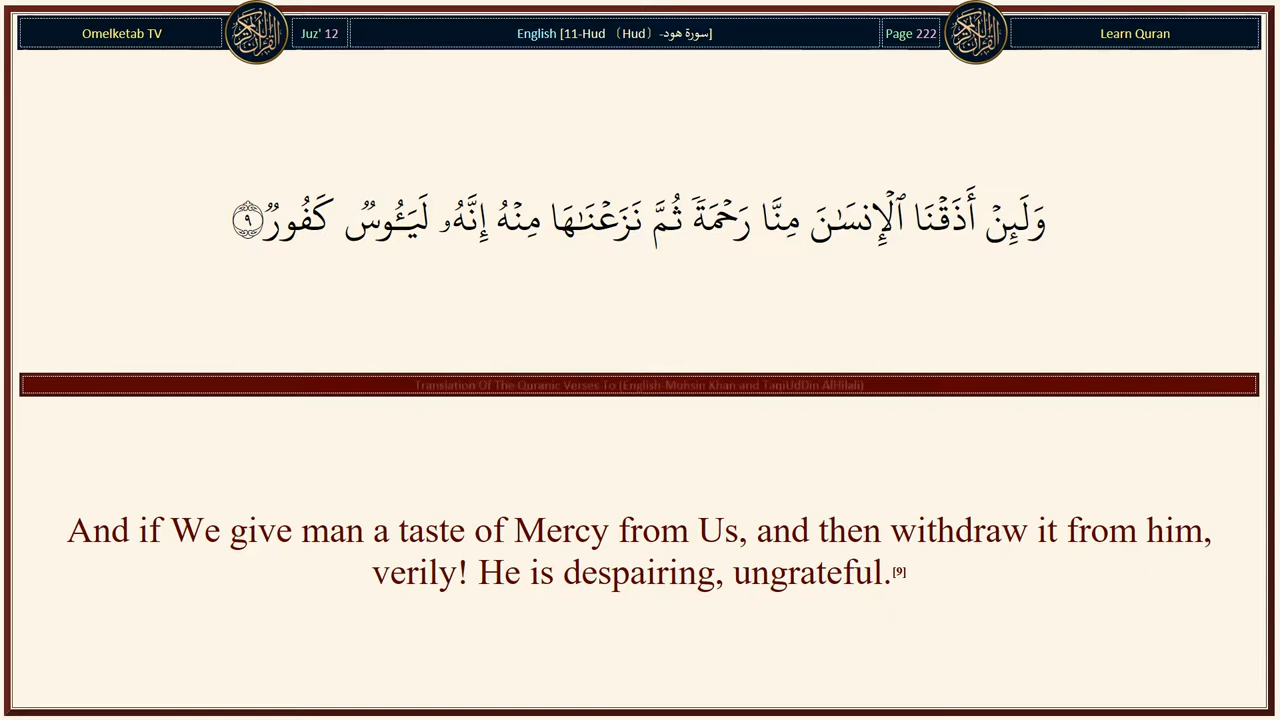 Omelketab TV
Juz' 12
English [11-Hud 〔Hud〕 -سورة هود]
Page 222
Learn Quran
وَلَئِنۡ أَذَقۡنَا ٱلۡإِنسَٰنَ مِنَّا رَحۡمَةٗ ثُمَّ نَزَعۡنَٰهَا مِنۡهُ إِنَّهُۥ لَيَـُٔوسٞ كَفُورٞ ٩
Translation Of The Quranic Verses To (English-Muhsin Khan and TaqiUdDin AlHilali)
And if We give man a taste of Mercy from Us, and then withdraw it from him,
verily! He is despairing, ungrateful.[9]